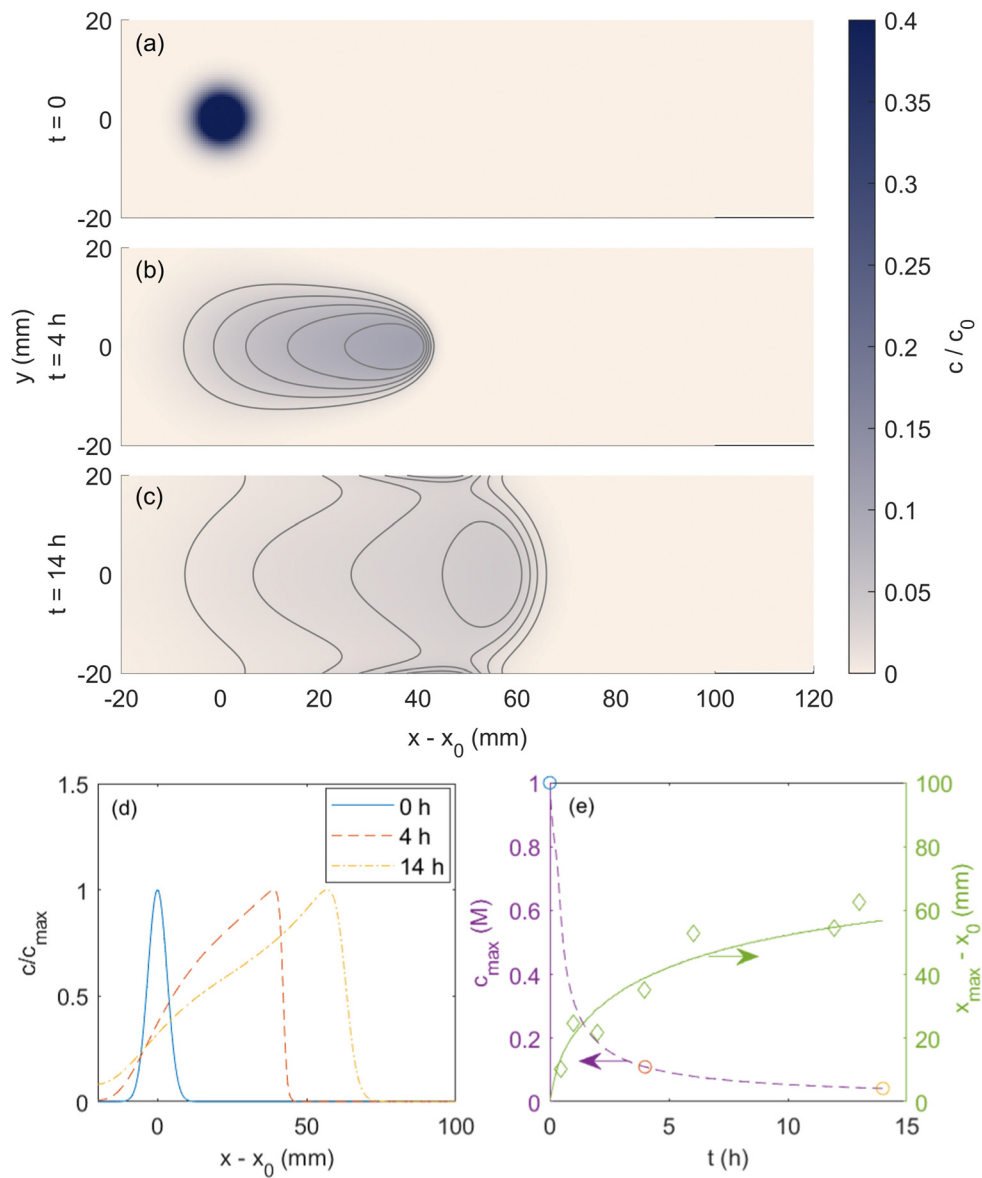 20
(a)
0
t = 0
-20
20
(b)
0
y (mm)
t = 4 h
-20
20
(c)
0
t = 14 h
-20
-20 0 20 40 60 80 100 120
x - x0 (mm)
0.4
0.35
0.3
0.25
0.2
0.15
0.1
0.05
0
c / c0
1.5
(d)
0 h
4 h
14 h
1
0.5
0
c/cmax
0 50 100
x - x0 (mm)
1
(e)
0.8
0.6
0.4
0.2
0
cmax (M)
100
80
60
40
20
0
xmax - x0 (mm)
0 5 10 15
t (h)